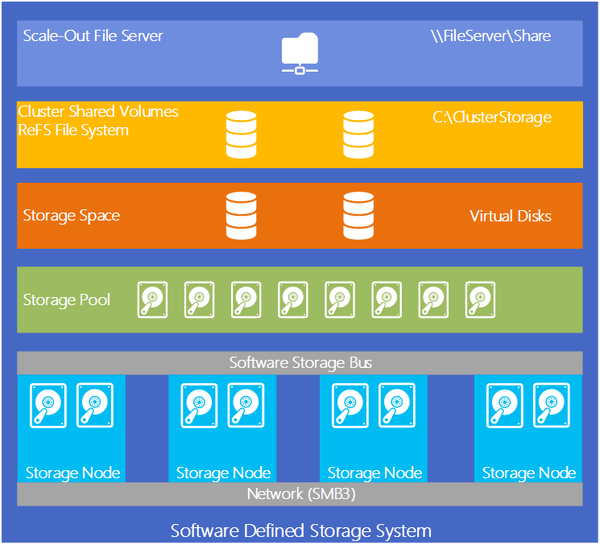 Scale-Out File Server
\\FileServer\Share
Cluster Shared Volumes
ReFS File System
C:\ClusterStorage
Storage Space
Virtual Disks
Storage Pool
Software Storage Bus
Storage Node
Storage Node
Storage Node
Storage Node
Network (SMB3)
Software Defined Storage System